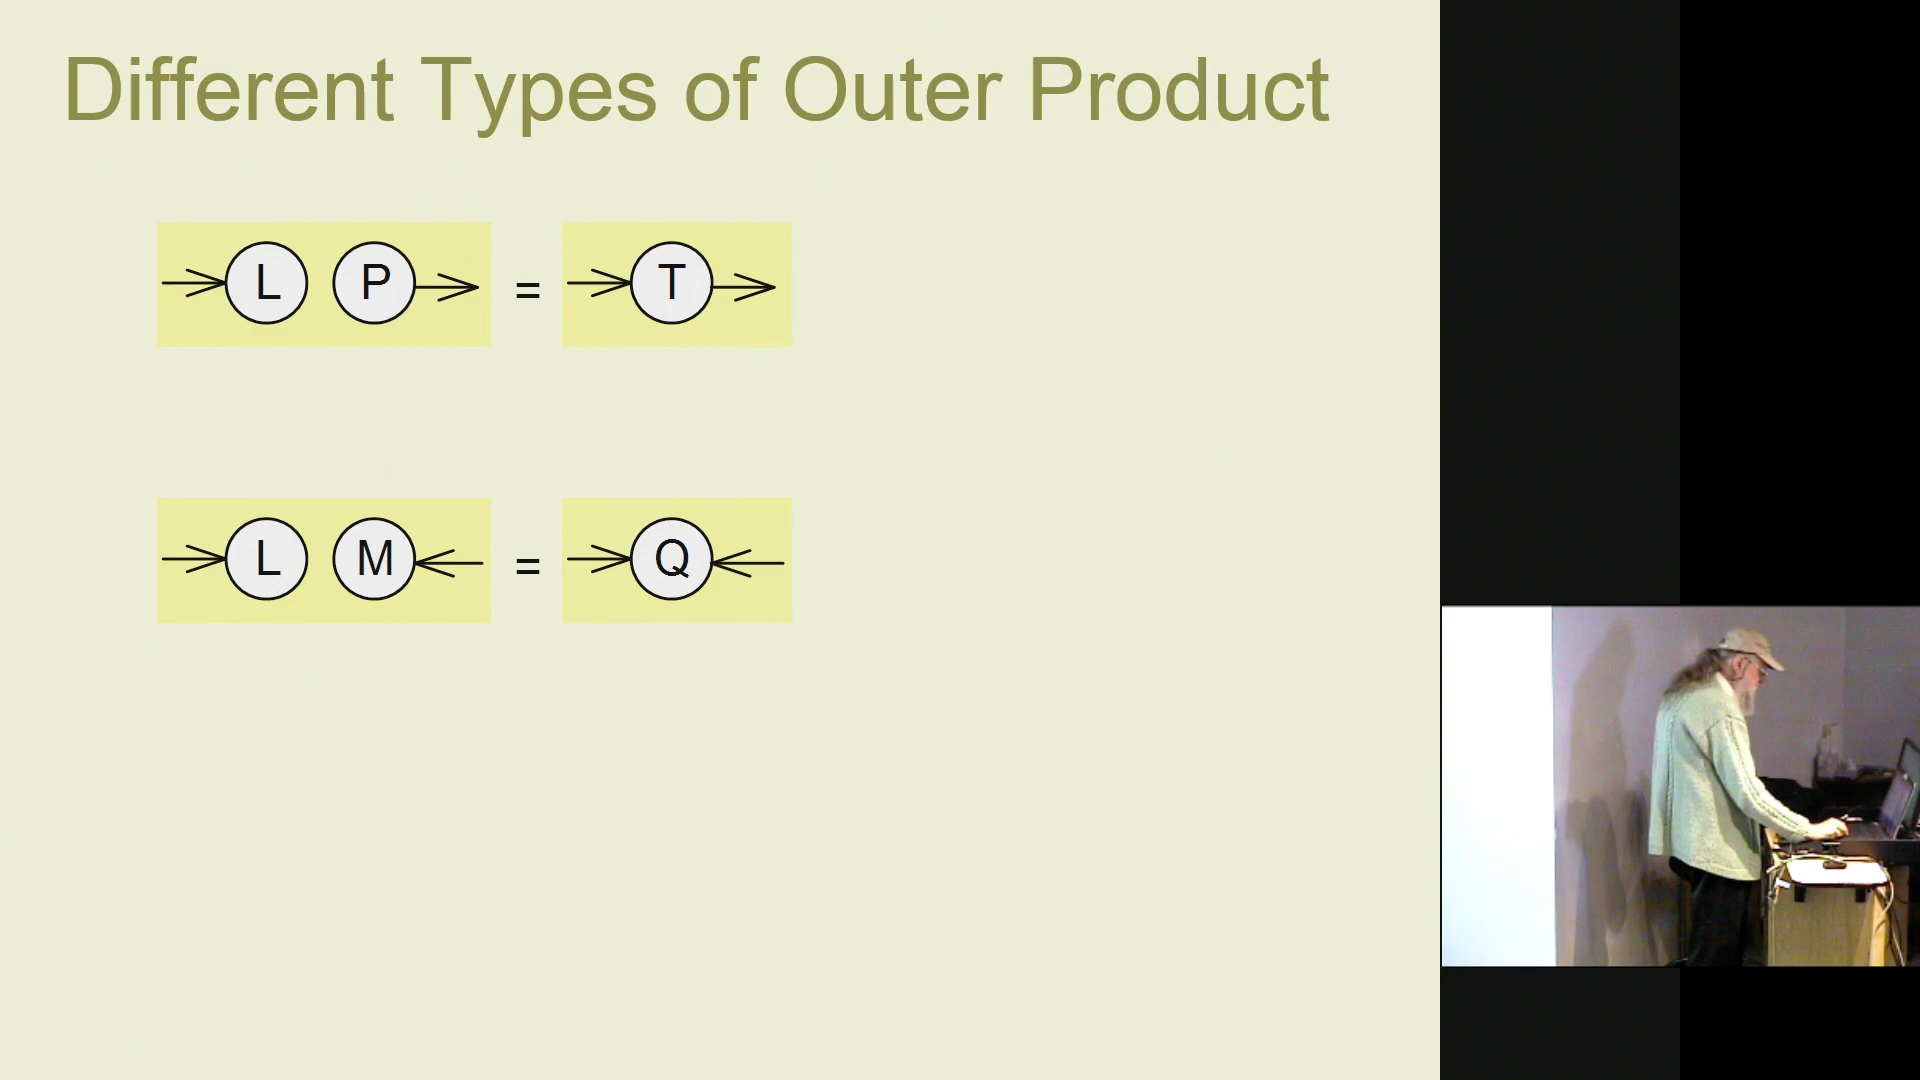 Different Types of Outer Product
L P = T
L M = Q